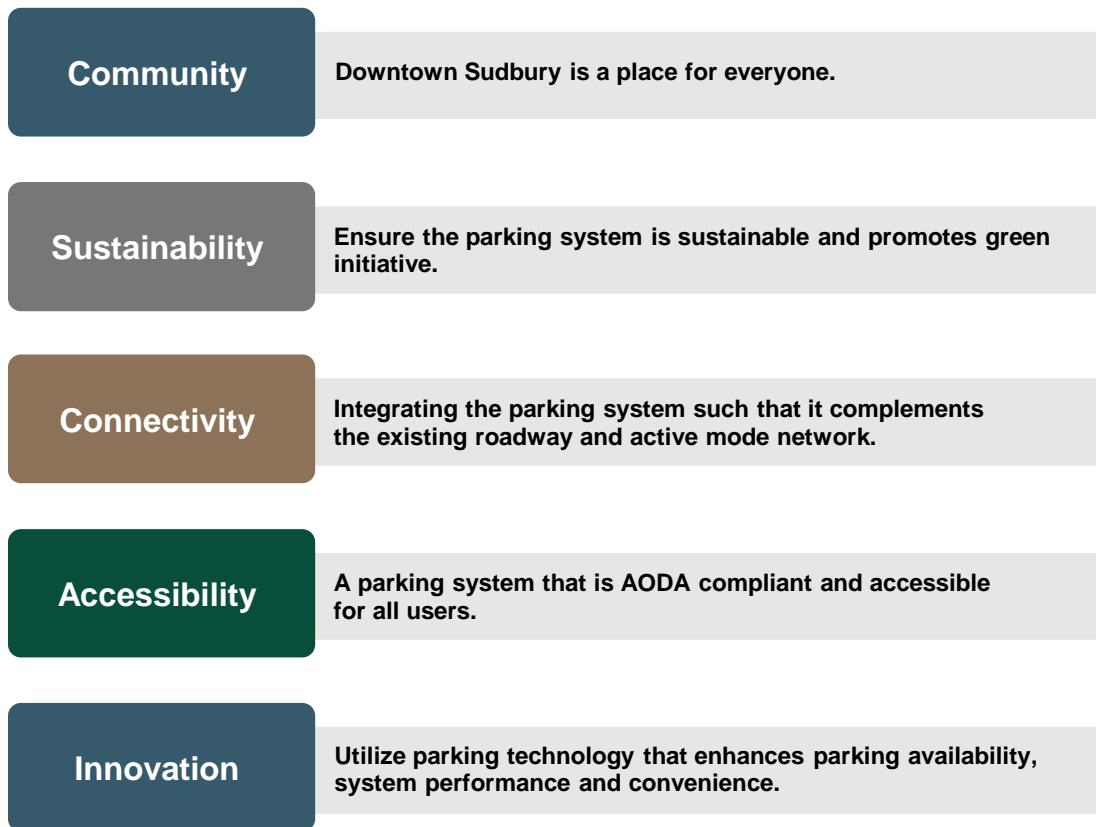 Community
Downtown Sudbury is a place for everyone.
Sustainability
Ensure the parking system is sustainable and promotes green
initiative.
Connectivity
Integrating the parking system such that it complements
the existing roadway and active mode network.
Accessibility
A parking system that is AODA compliant and accessible
for all users.
Innovation
Utilize parking technology that enhances parking availability,
system performance and convenience.